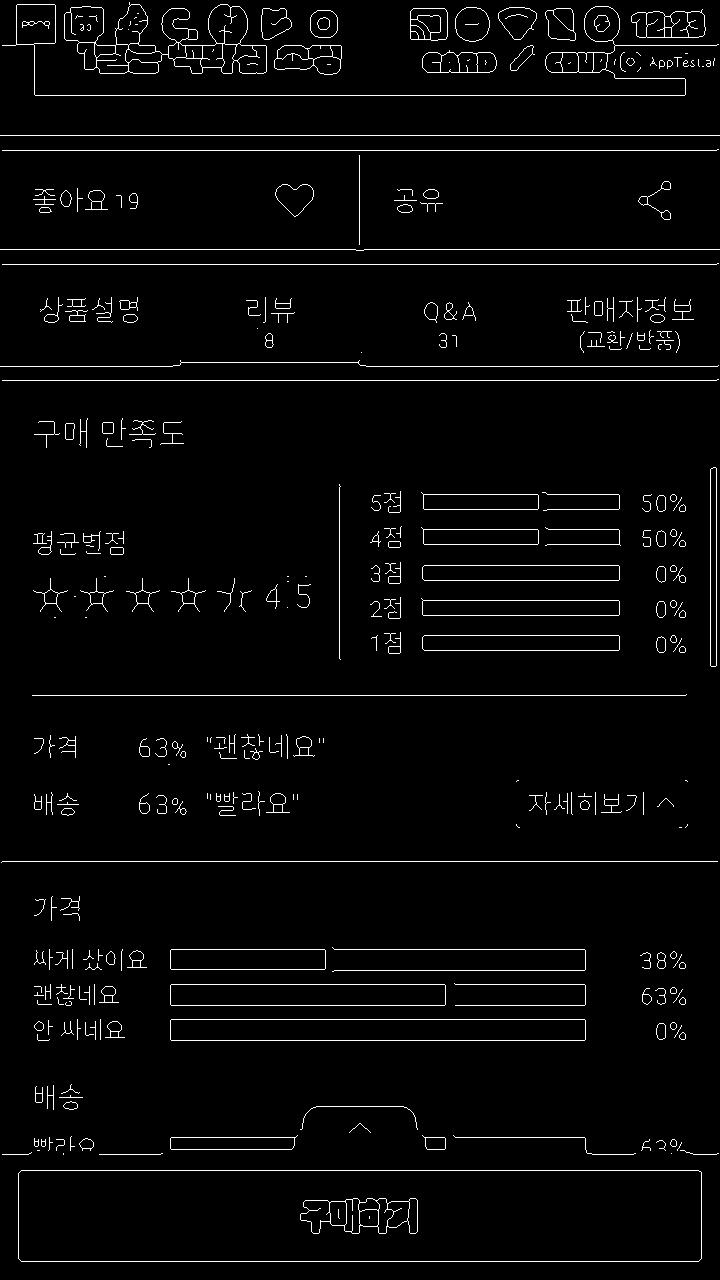 12:23
CARD / COUP
AppTest.ai
좋아요 19
공유
상품설명
리뷰
8
Q&A
31
판매자정보
(교환/반품)
구매 만족도
평균별점
4.5
5점 50%
4점 50%
3점 0%
2점 0%
1점 0%
가격 63% "괜찮네요"
배송 63% "빨라요"
자세히보기
가격
싸게 샀어요 38%
괜찮네요 63%
안 싸네요 0%
배송
빨라요 63%
구매하기